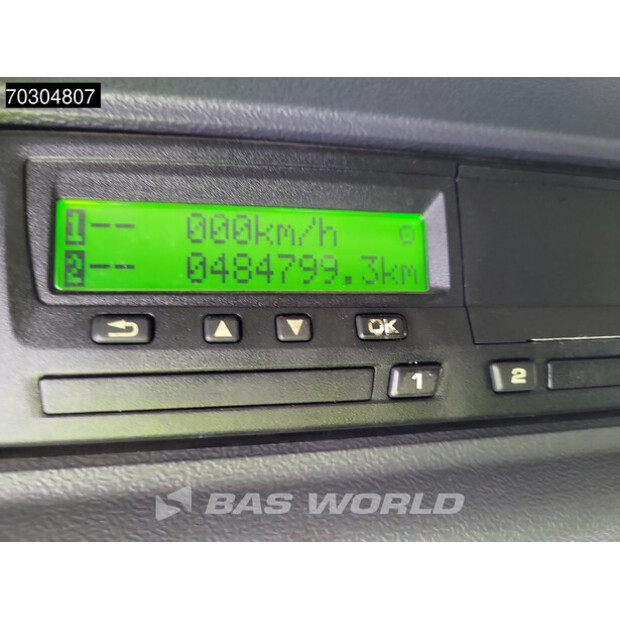 70304807
1-- 000km/h
2-- 0484799.3km
OK
1
2
BAS WORLD